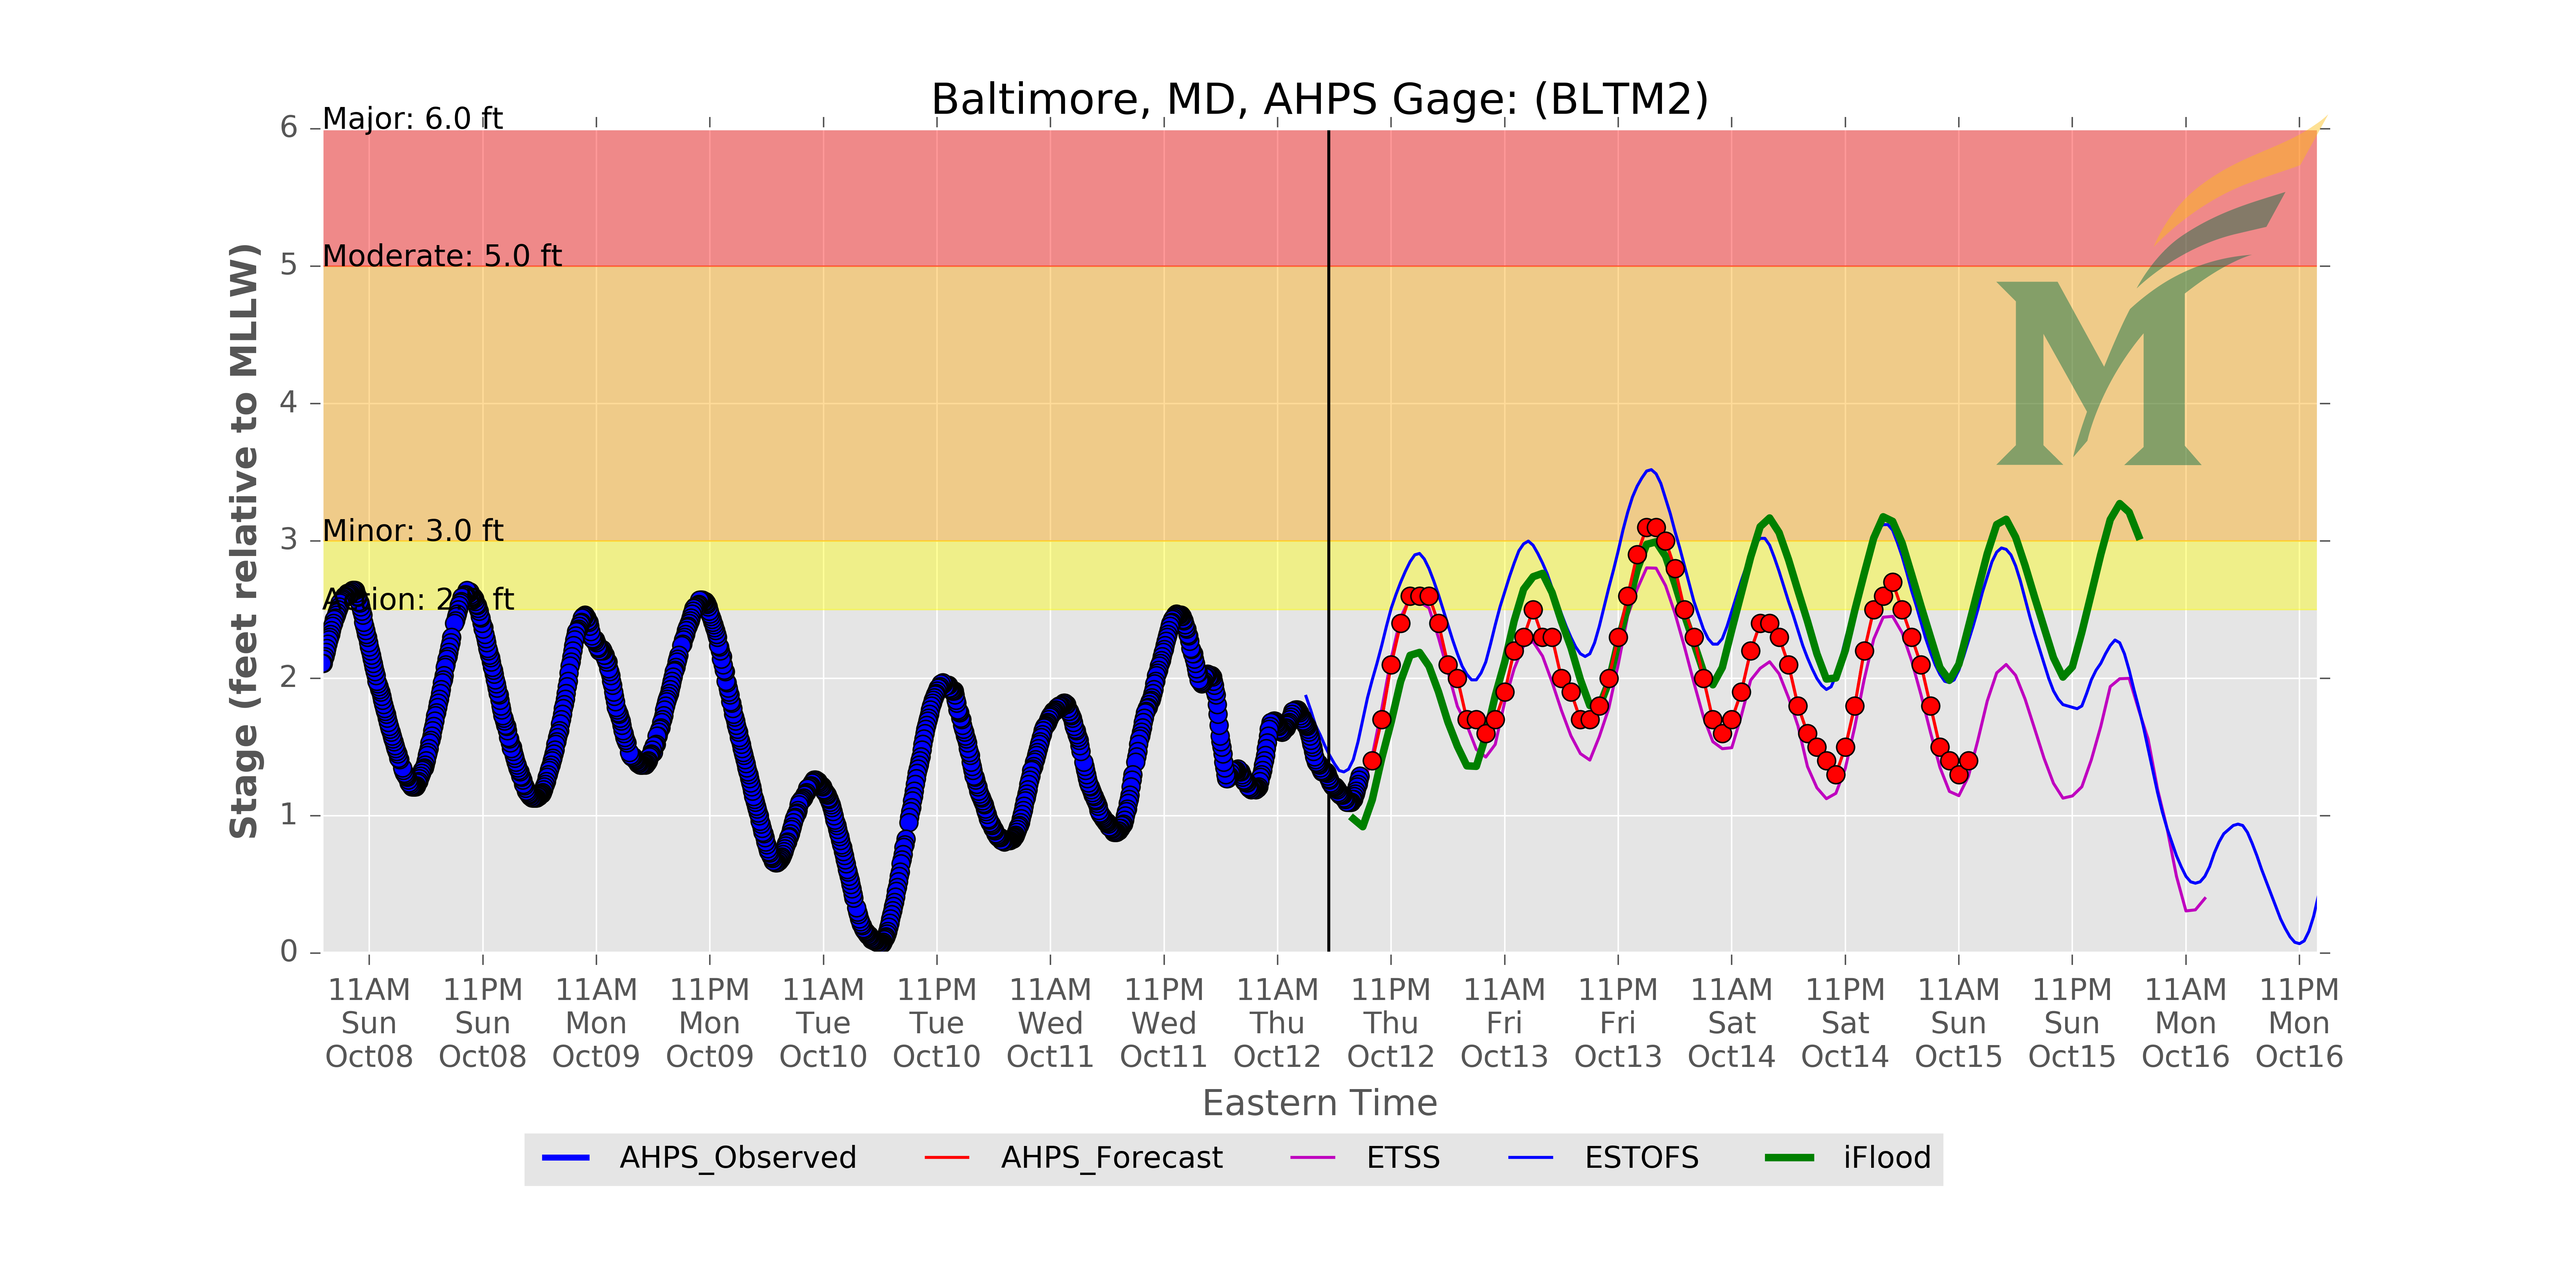 Baltimore, MD, AHPS Gage: (BLTM2)
Major: 6.0 ft
Moderate: 5.0 ft
Minor: 3.0 ft
ft
Stage (feet relative to MLLW)
6
5
4
3
2
1
0
11AM 11PM 11AM 11PM 11AM 11PM 11AM 11PM 11AM 11PM 11AM 11PM 11AM 11PM 11AM 11PM 11AM 11PM
Sun Sun Mon Mon Tue Tue Wed Wed Thu Thu Fri Fri Sat Sat Sun Sun Mon Mon
Oct08 Oct08 Oct09 Oct09 Oct10 Oct10 Oct11 Oct11 Oct12 Oct12 Oct13 Oct13 Oct14 Oct14 Oct15 Oct15 Oct16 Oct16
Eastern Time
AHPS_Observed AHPS_Forecast ETSS ESTOFS iFlood
M